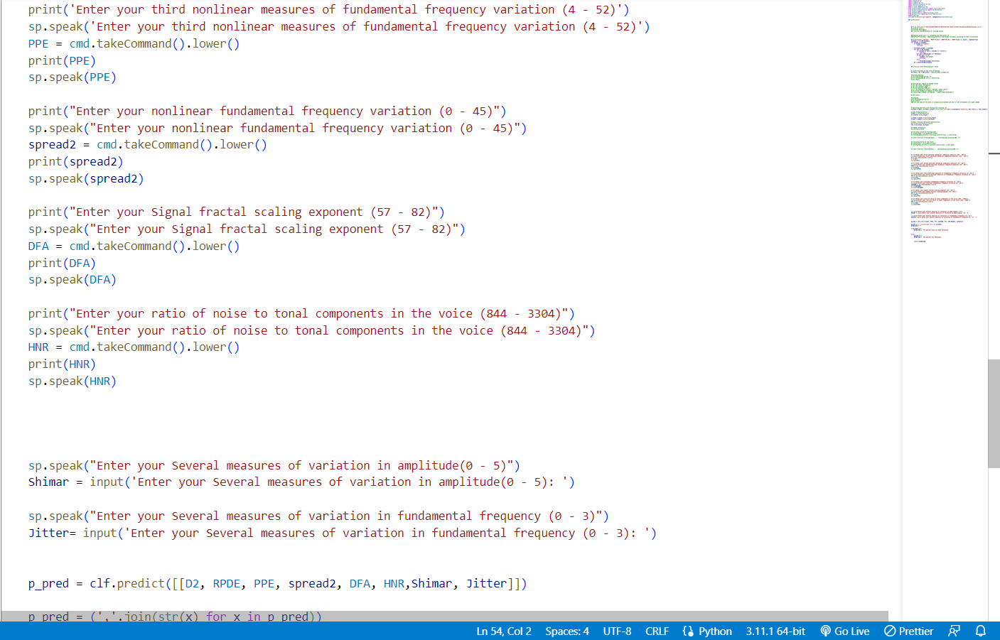 print('Enter your third nonlinear measures of fundamental frequency variation (4 - 52)')
sp.speak('Enter your third nonlinear measures of fundamental frequency variation (4 - 52)')
PPE = cmd.takeCommand().lower()
print(PPE)
sp.speak(PPE)
print("Enter your nonlinear fundamental frequency variation (0 - 45)")
sp.speak("Enter your nonlinear fundamental frequency variation (0 - 45)")
spread2 = cmd.takeCommand().lower()
print(spread2)
sp.speak(spread2)
print("Enter your Signal fractal scaling exponent (57 - 82)")
sp.speak("Enter your Signal fractal scaling exponent (57 - 82)")
DFA = cmd.takeCommand().lower()
print(DFA)
sp.speak(DFA)
print("Enter your ratio of noise to tonal components in the voice (844 - 3304)")
sp.speak("Enter your ratio of noise to tonal components in the voice (844 - 3304)")
HNR = cmd.takeCommand().lower()
print(HNR)
sp.speak(HNR)
sp.speak("Enter your Several measures of variation in amplitude(0 - 5)")
Shimar = input('Enter your Several measures of variation in amplitude(0 - 5): ')
sp.speak("Enter your Several measures of variation in fundamental frequency (0 - 3)")
Jitter= input('Enter your Several measures of variation in fundamental frequency (0 - 3): ')
p_pred = clf.predict([[D2, RPDE, PPE, spread2, DFA, HNR,Shimar, Jitter]])
p_pred = (','.join(str(x) for x in p_pred))
Ln 54, Col 2 Spaces: 4 UTF-8 CRLF Python 3.11.1 64-bit Go Live Prettier